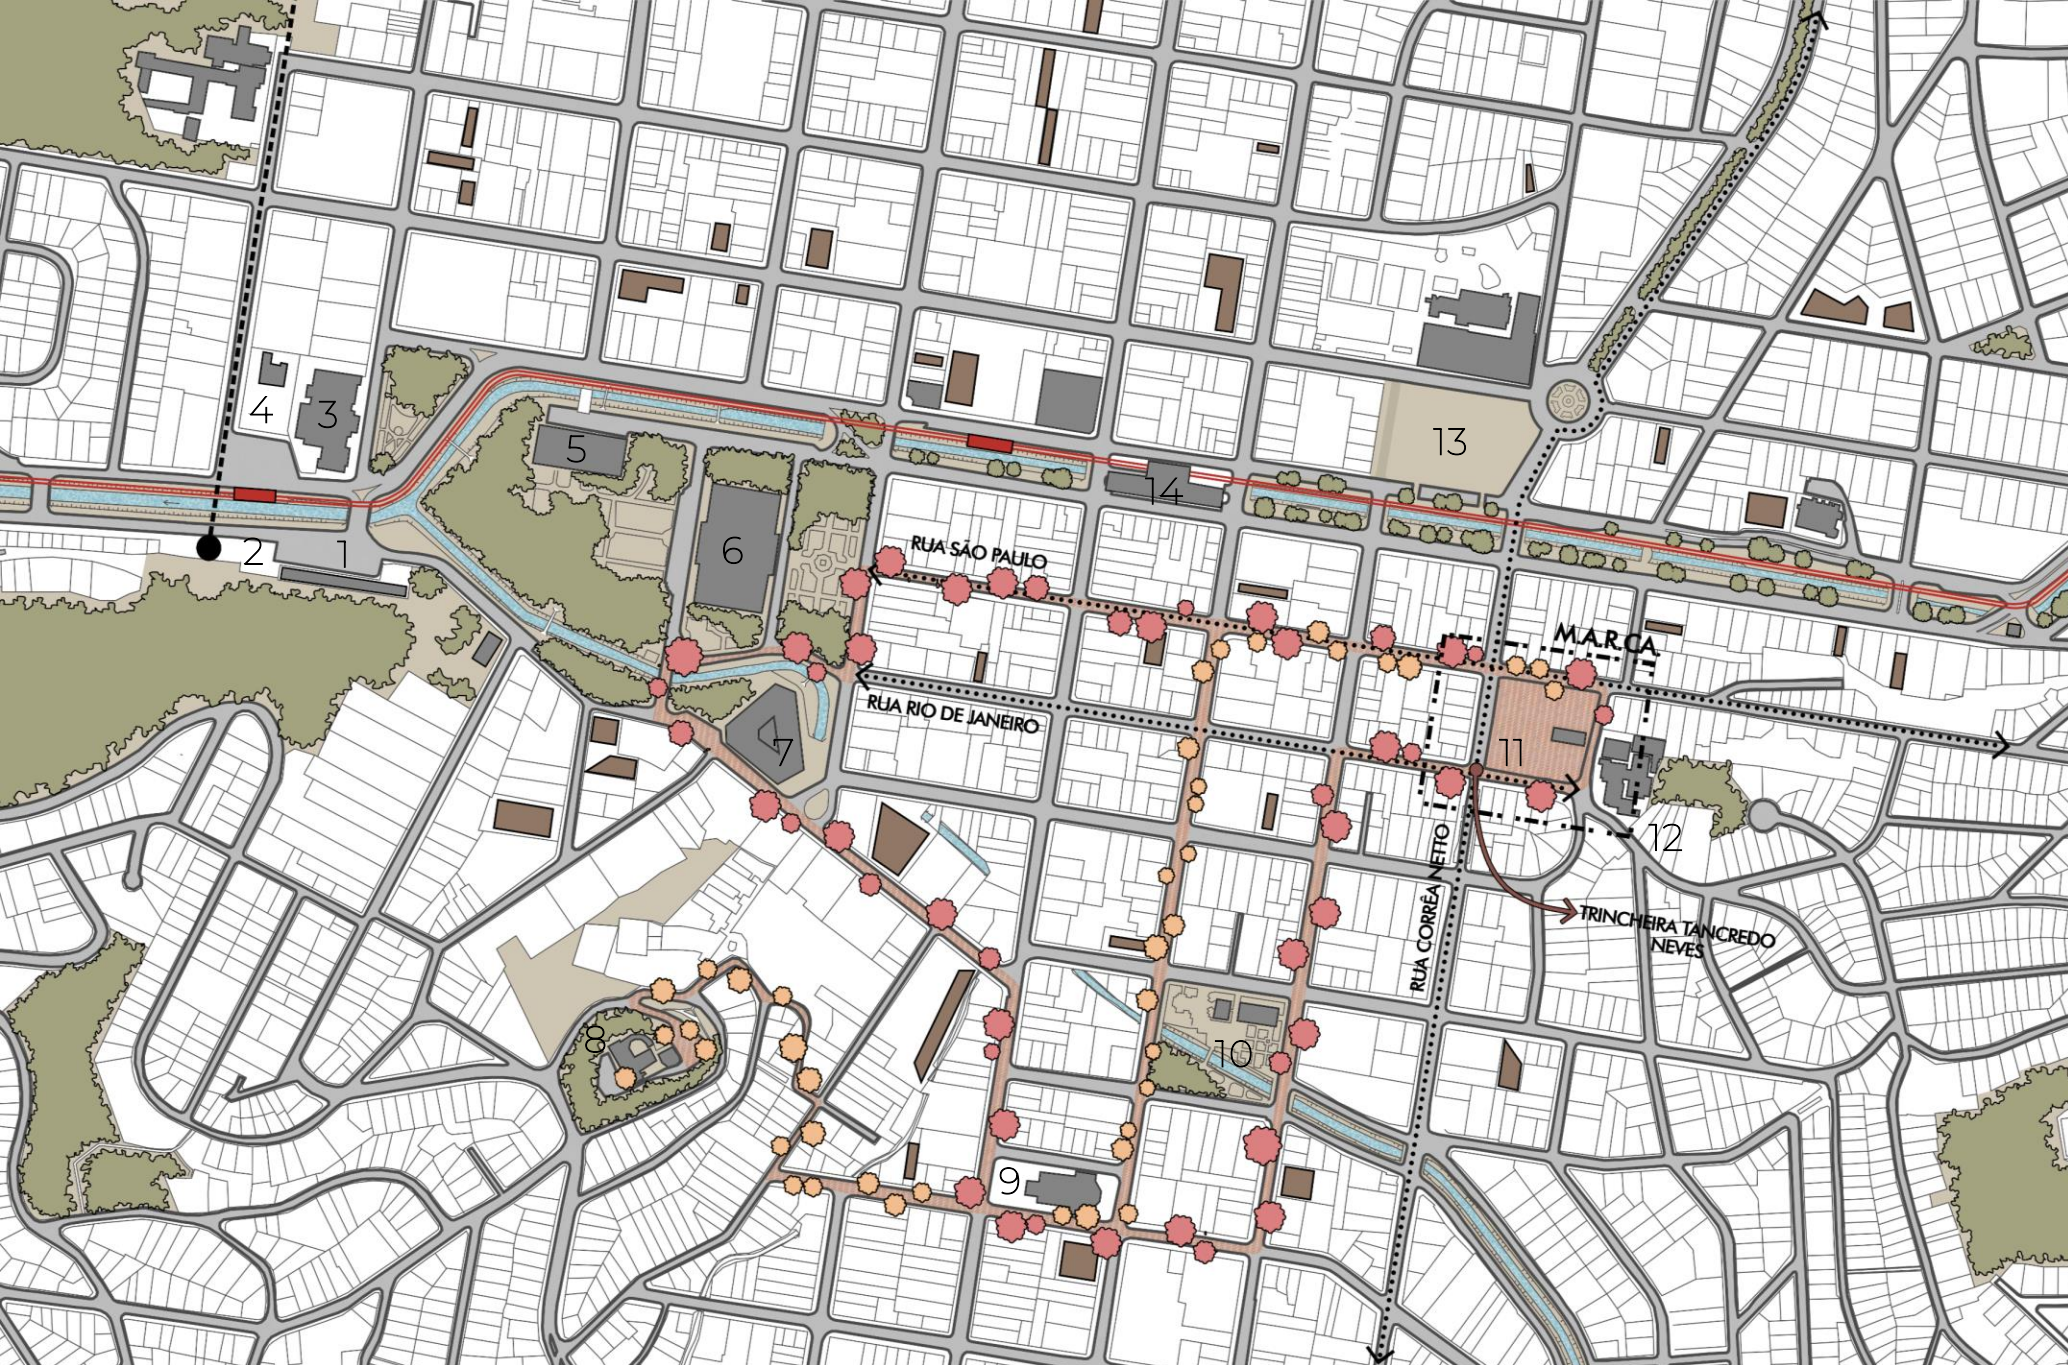 4
3
5
13
14
2
1
6
RUA SÃO PAULO
M.A.R.CA.
RUA RIO DE JANEIRO
7
11
12
RUA CORRÊA NETTO
TRINCHEIRA TANCREDO
NEVES
8
10
9